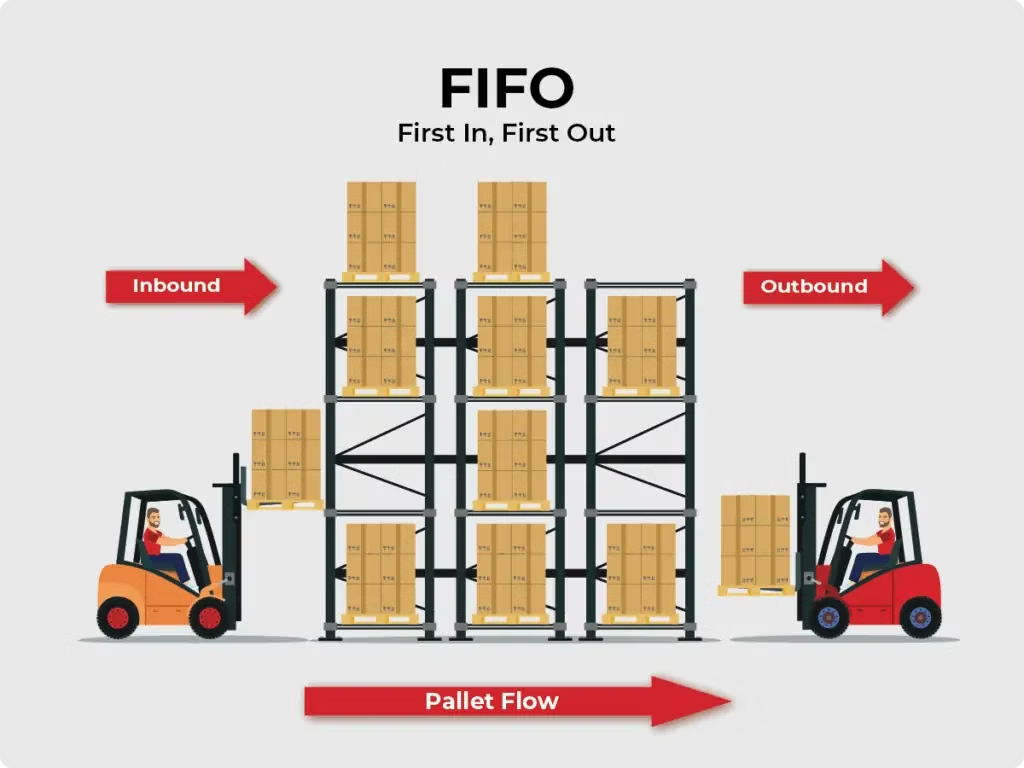 FIFO
First In, First Out
Inbound
Outbound
Pallet Flow